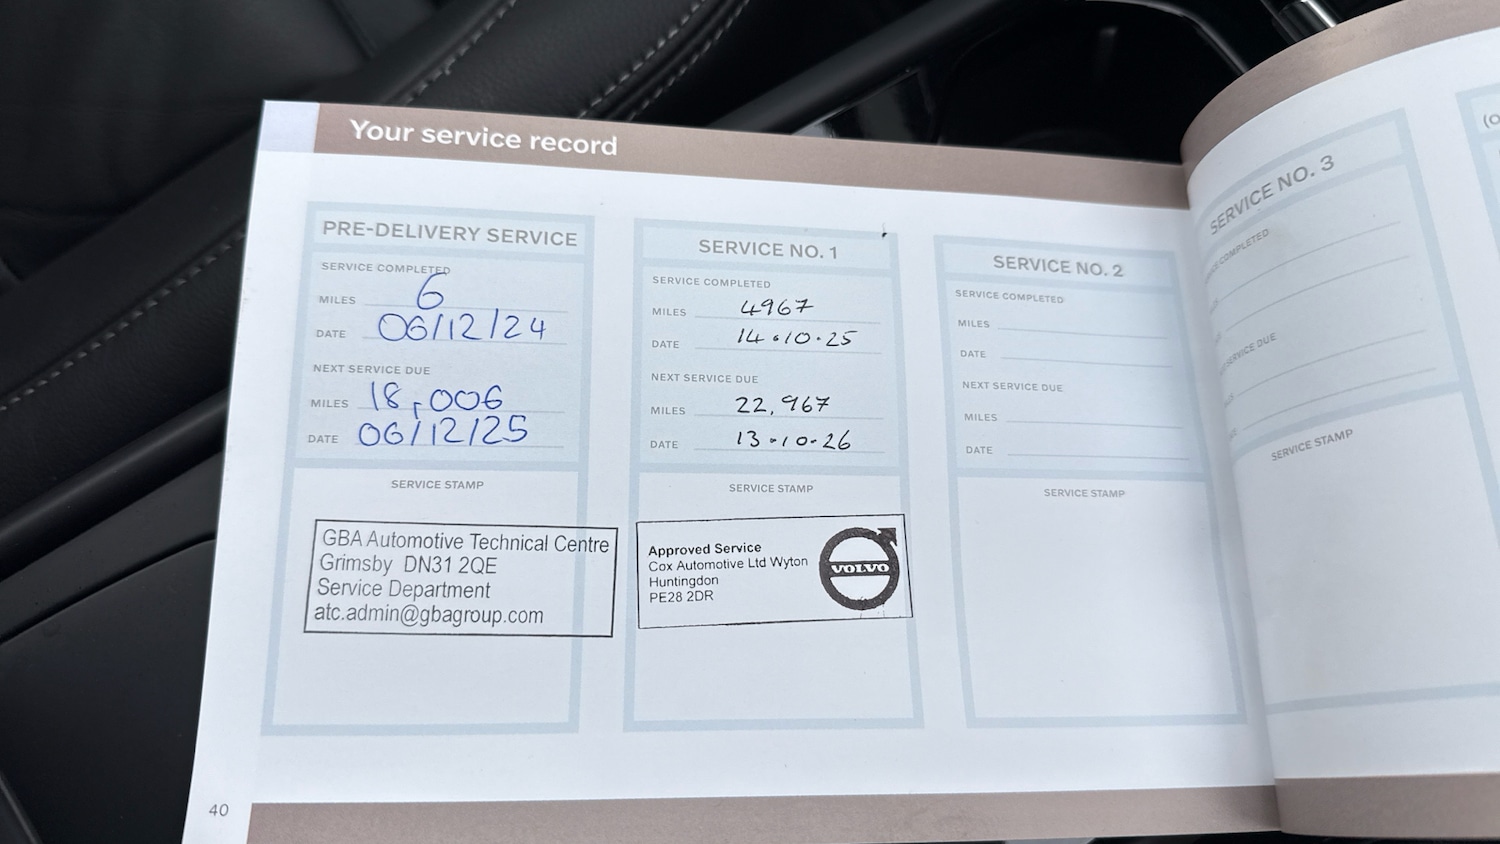 Your service record
PRE-DELIVERY SERVICE
SERVICE COMPLETED
MILES 6
DATE 06/12/24
NEXT SERVICE DUE
MILES 18,006
DATE 06/12/25
SERVICE STAMP
GBA Automotive Technical Centre
Grimsby DN31 2QE
Service Department
atc.admin@gbagroup.com
SERVICE NO. 1
SERVICE COMPLETED
MILES 4967
DATE 14.10.25
NEXT SERVICE DUE
MILES 22,967
DATE 13.10.26
SERVICE STAMP
Approved Service
Cox Automotive Ltd Wyton
Huntingdon
PE28 2DR
VOLVO
SERVICE NO. 2
SERVICE COMPLETED
MILES
DATE
NEXT SERVICE DUE
MILES
DATE
SERVICE STAMP
40
SERVICE NO. 3
COMPLETED
SERVICE DUE
SERVICE STAMP